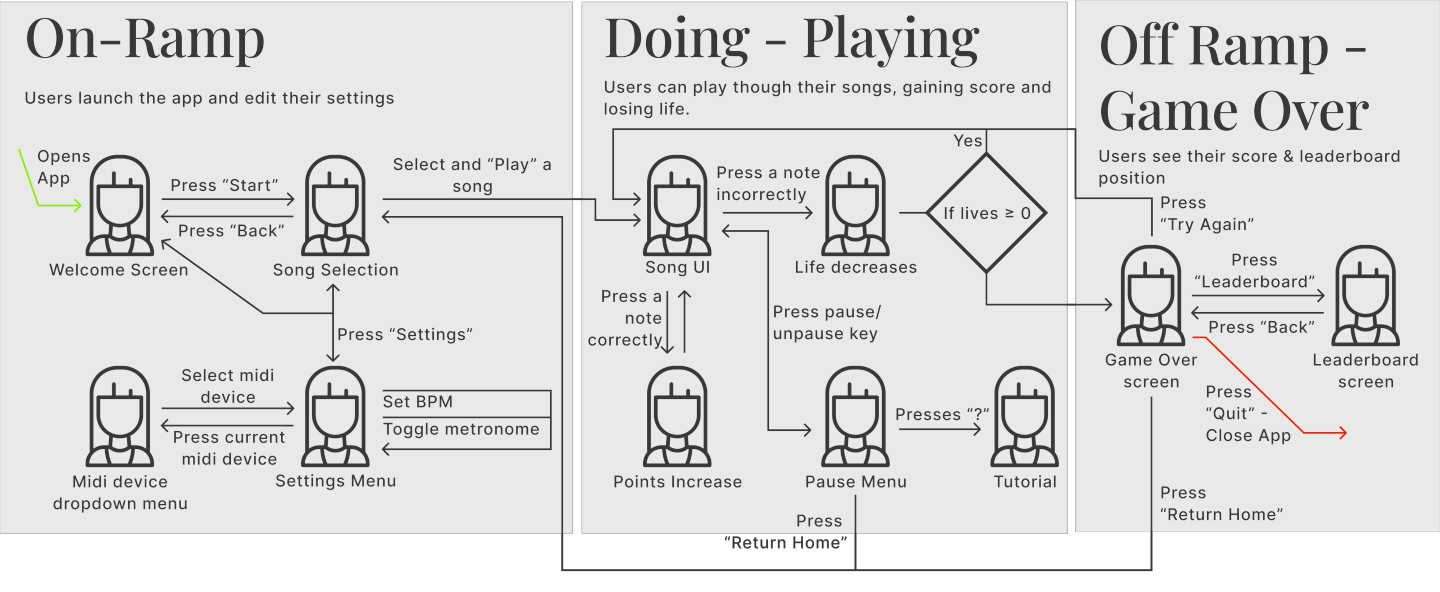 On-Ramp
Users launch the app and edit their settings
Opens
App
Press “Start”
Press “Back”
Select and “Play” a
song
Welcome Screen
Song Selection
Press “Settings”
Select midi
device
Press current
midi device
Set BPM
Toggle metronome
Midi device
dropdown menu
Settings Menu
Doing - Playing
Users can play though their songs, gaining score and
losing life.
Press a note
incorrectly
Yes
If lives ≥ 0
Song UI
Life decreases
Press a
note
correctly
Press pause/
unpause key
Presses “?”
Points Increase
Pause Menu
Tutorial
Press
“Return Home”
Off Ramp -
Game Over
Users see their score & leaderboard
position
Press
“Try Again”
Press
“Leaderboard”
Press “Back”
Game Over
screen
Leaderboard
screen
Press
“Quit” -
Close App
Press
“Return Home”